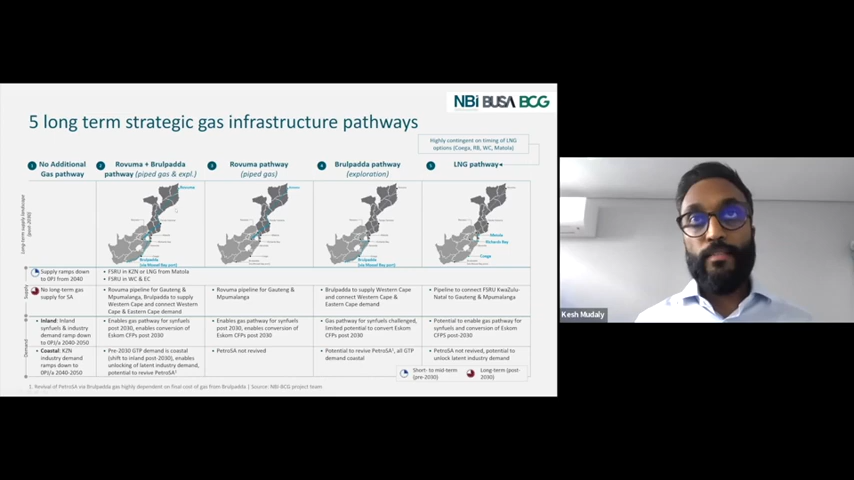 NBi BUSA BCG
5 long term strategic gas infrastructure pathways
Highly contingent on timing of LNG
options (Coega, RB, WC, Matola)
1 No Additional
Gas pathway
2 Rovuma + Brulpadda
pathway (piped gas & expl.)
3 Rovuma pathway
(piped gas)
4 Brulpadda pathway
(exploration)
5 LNG pathway
Long-term supply landscape
(post-2030)
Rovuma
Brulpadda
(via Mossel Bay port)
Brulpadda
(via Mossel Bay port)
Matola
Richards Bay
Coega
Supply
Supply ramps down
to 0PJ from 2040
• FSRU in KZN or LNG from Matola
• FSRU in WC & EC
No long-term gas
supply for SA
• Rovuma pipeline for Gauteng &
Mpumalanga, Brulpadda to supply
Western Cape and connect Western
Cape & Eastern Cape demand
• Rovuma pipeline for Gauteng &
Mpumalanga
• Brulpadda to supply Western Cape
and connect Western Cape &
Eastern Cape demand
• Pipeline to connect FSRU KwaZulu-
Natal to Gauteng & Mpumalanga
Demand
• Inland: Inland
synfuels & industry
demand ramp down
to 0PJ/a 2040-2050
• Enables gas pathway for synfuels
post 2030, enables conversion of
Eskom CFPs post-2030
• Enables gas pathway for synfuels
post 2030, enables conversion of
Eskom CFPs post-2030
• Gas pathway for synfuels challenged,
limited potential to convert Eskom
CFPs post 2030
• Potential to enable gas pathway for
synfuels and conversion of Eskom
CFPS post-2030
• Coastal: KZN
industry demand
ramps down to
0PJ/a 2040-2050
• Pre-2030 GTP demand is coastal
(shift to inland post-2030), enables
unlocking of latent industry demand,
potential to revive PetroSA1
• PetroSA not revived
• Potential to revive PetroSA1, all GTP
demand coastal
• PetroSA not revived, potential to
unlock latent industry demand
Short- to mid-term
(pre-2030)
Long-term (post-
2030)
1. Revival of PetroSA via Brulpadda gas highly dependent on final cost of gas from Brulpadda | Source: NBI-BCG project team
Kesh Mudaly